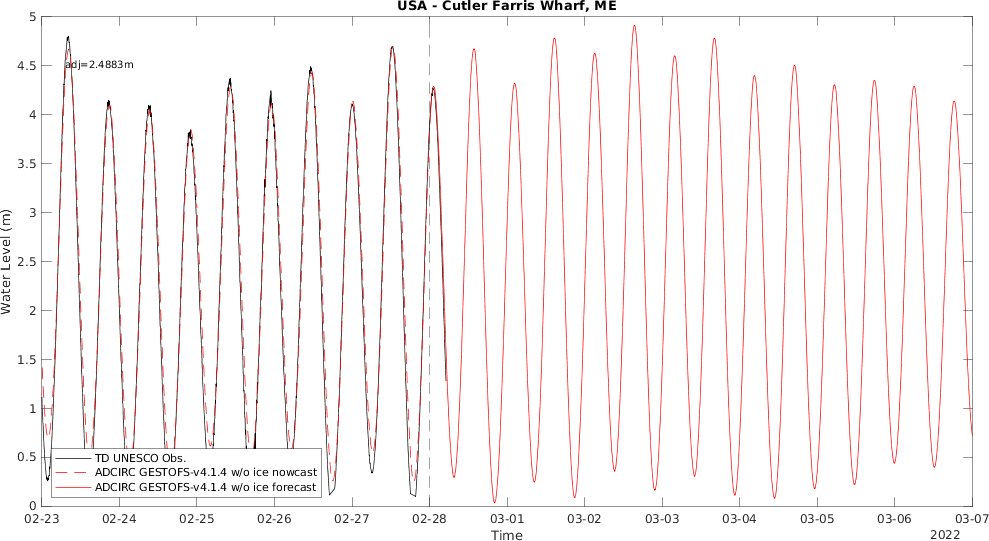 USA - Cutler Farris Wharf, ME
5
4.5
4
3.5
3
2.5
2
1.5
1
0.5
0
Water Level (m)
adj=2.4883m
TD UNESCO Obs.
ADCIRC GESTOFS-v4.1.4 w/o ice nowcast
ADCIRC GESTOFS-v4.1.4 w/o ice forecast
02-23 02-24 02-25 02-26 02-27 02-28 03-01 03-02 03-03 03-04 03-05 03-06 03-07
Time
2022